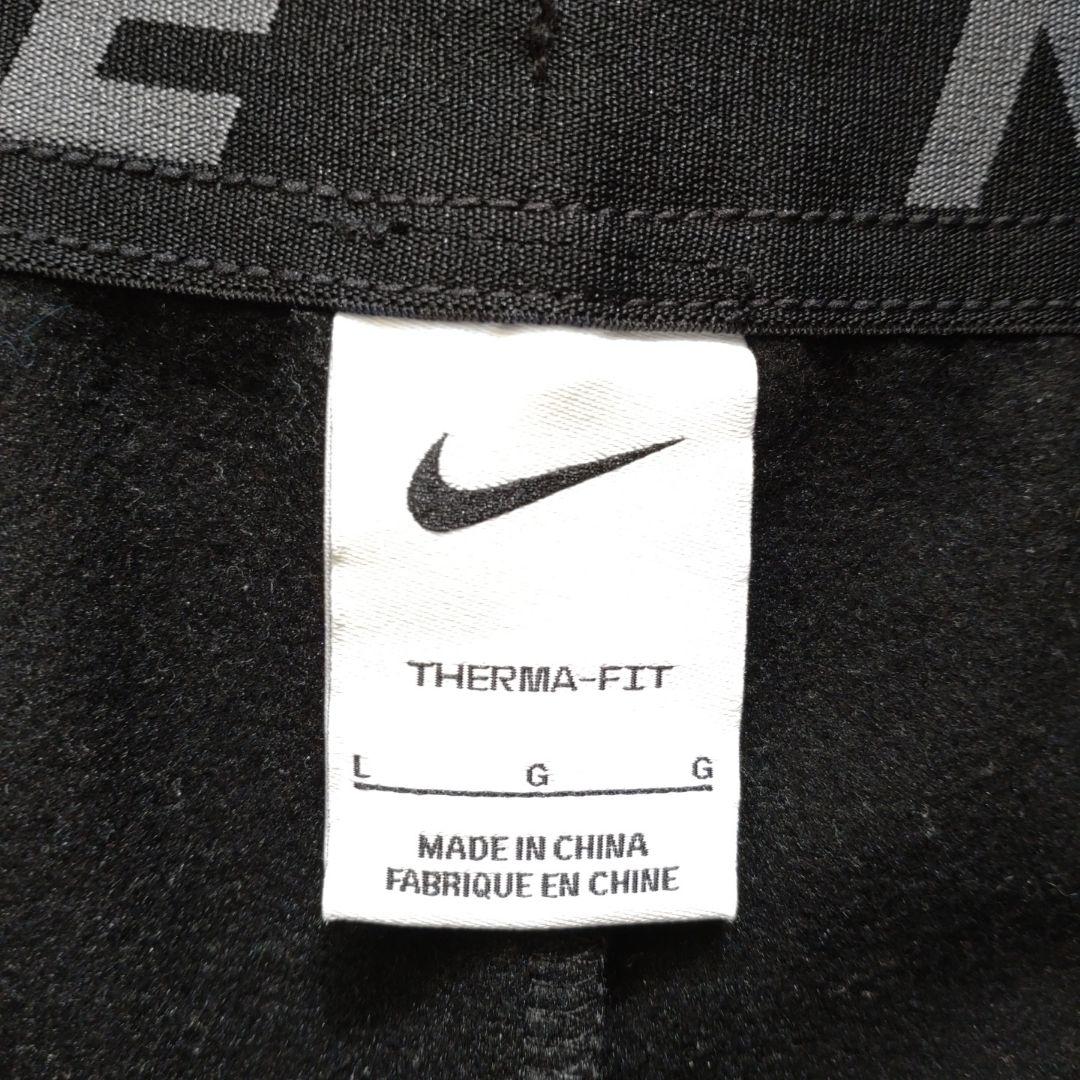 E N
THERMA-FIT
L G G
MADE IN CHINA
FABRIQUE EN CHINE